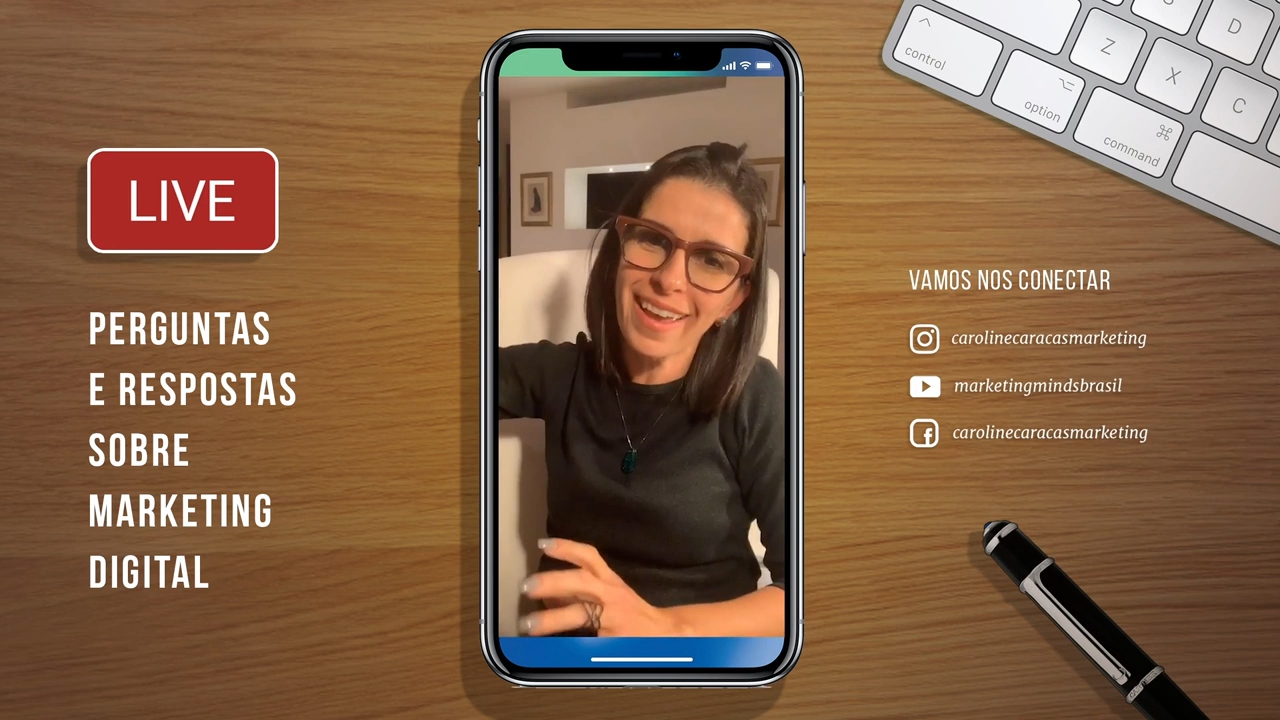 LIVE
PERGUNTAS
E RESPOSTAS
SOBRE
MARKETING
DIGITAL
VAMOS NOS CONECTAR
carolinecaracasmarketing
marketingmindsbrasil
carolinecaracasmarketing
control
option
command
Z
X
S
D
C